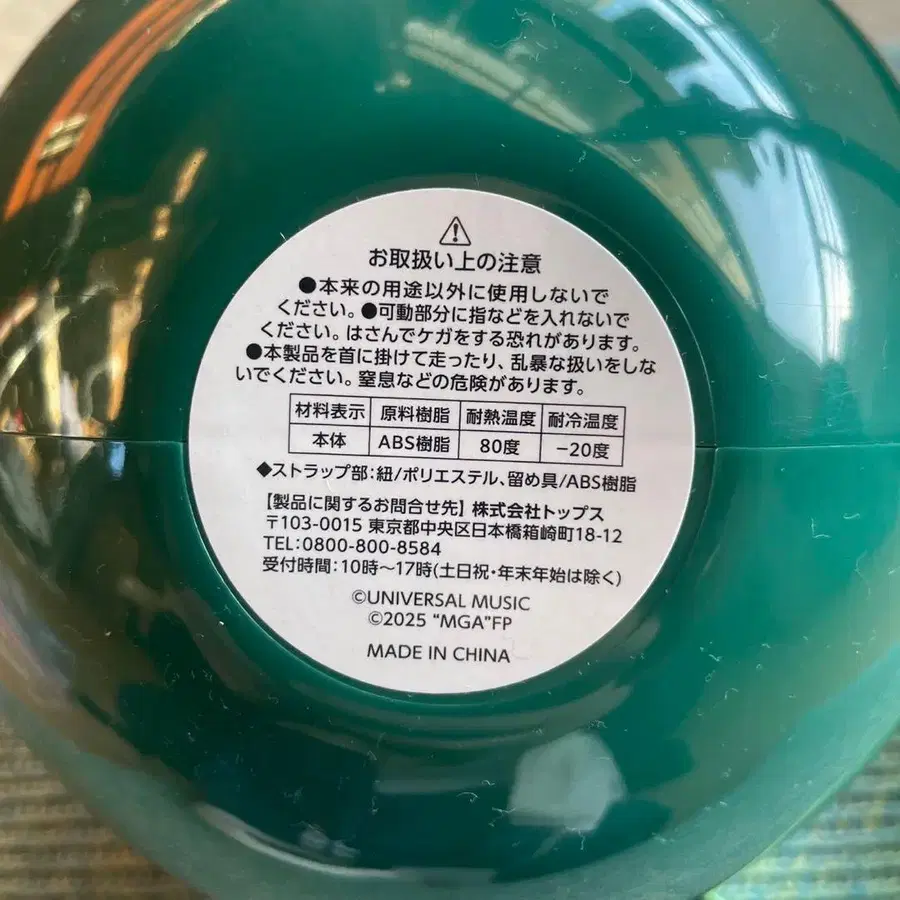 お取扱い上の注意
●本来の用途以外に使用しないで
ください。●可動部分に指などを入れないで
ください。はさんでケガをする恐れがあります。
●本製品を首に掛けて走ったり、乱暴な扱いをしな
いでください。窒息などの危険があります。
材料表示 原料樹脂 耐熱温度 耐冷温度
本体 ABS樹脂 80度 −20度
◆ストラップ部:紐/ポリエステル、留め具/ABS樹脂
【製品に関するお問合せ先】株式会社トップス
〒103-0015 東京都中央区日本橋箱崎町18-12
TEL:0800-800-8584
受付時間:10時〜17時(土日祝・年末年始は除く)
©UNIVERSAL MUSIC
©2025 "MGA"FP
MADE IN CHINA